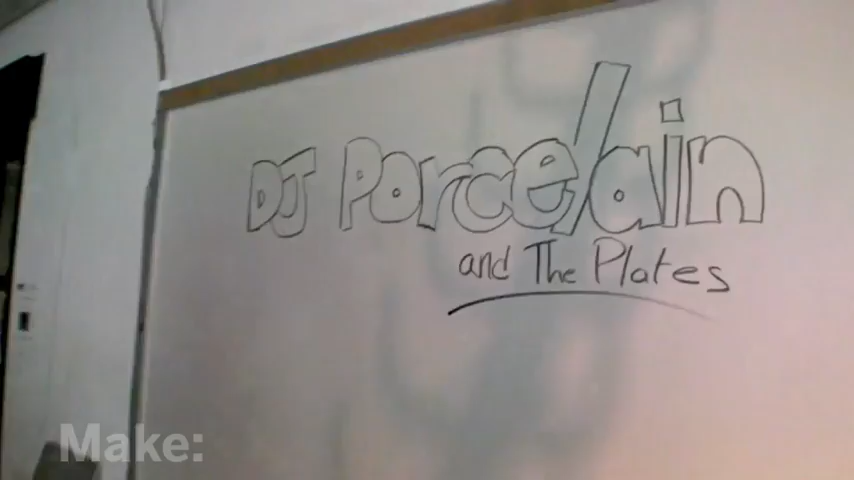 DJ Porcelain
and The Plates
Make: